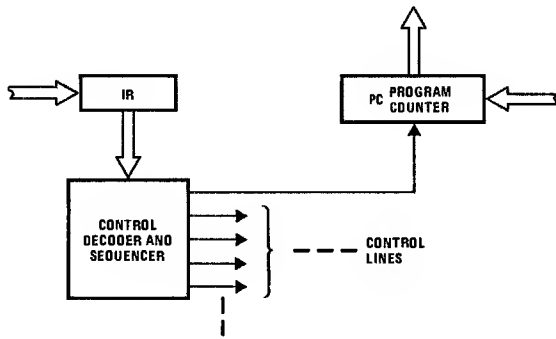 IR
PC PROGRAM
COUNTER
CONTROL
DECODER AND
SEQUENCER
CONTROL
LINES